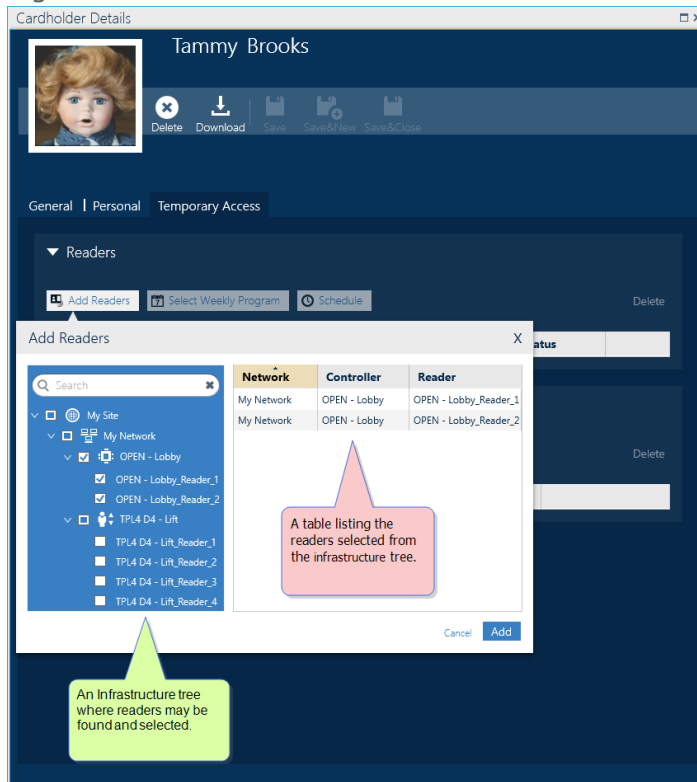 Cardholder Details
Tammy Brooks
Delete Download Save Save&New Save&Close
General | Personal Temporary Access
Readers
Add Readers 7 Select Weekly Program Schedule Delete
Add Readers X
atus
Search
My Site
My Network
OPEN - Lobby
OPEN - Lobby_Reader_1
OPEN - Lobby_Reader_2
TPL4 D4 - Lift
TPL4 D4 - Lift_Reader_1
TPL4 D4 - Lift_Reader_2
TPL4 D4 - Lift_Reader_3
TPL4 D4 - Lift_Reader_4
Network Controller Reader
My Network OPEN - Lobby OPEN - Lobby_Reader_1
My Network OPEN - Lobby OPEN - Lobby_Reader_2
A table listing the
readers selected from
the infrastructure tree.
Delete
Cancel Add
An Infrastructure tree
where readers may be
found and selected.